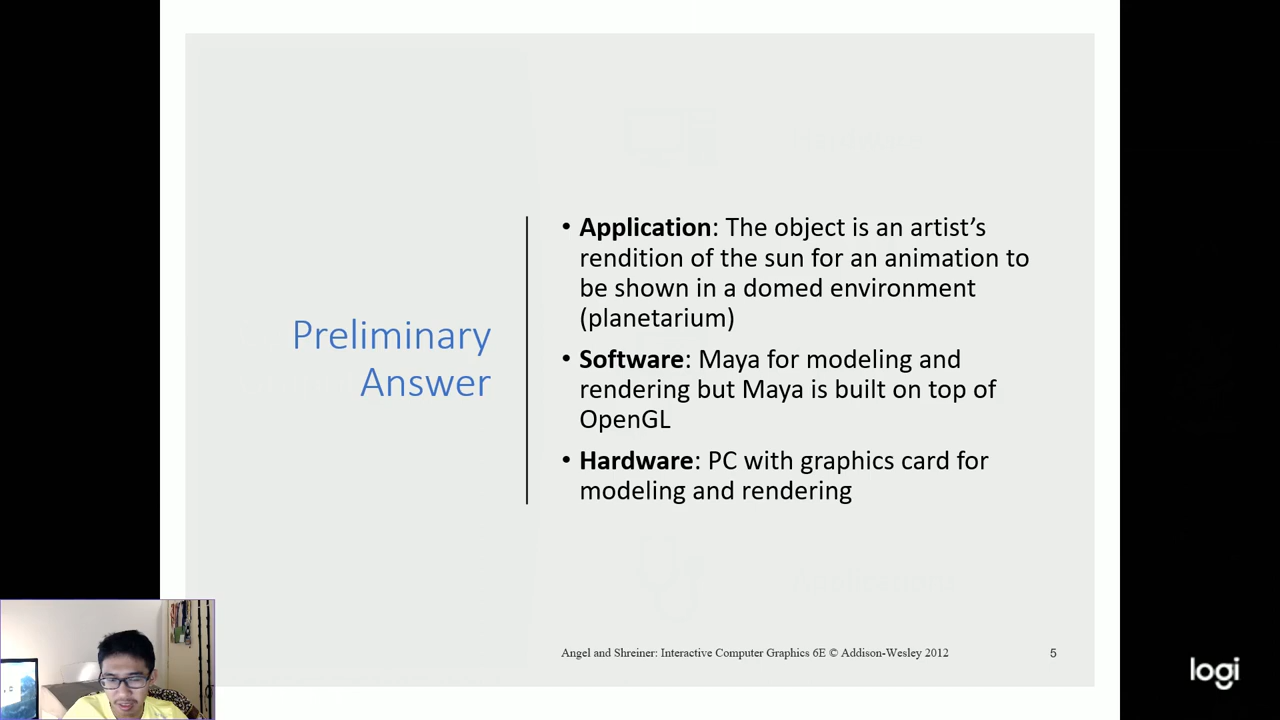 Preliminary
Answer
• Application: The object is an artist’s
rendition of the sun for an animation to
be shown in a domed environment
(planetarium)
• Software: Maya for modeling and
rendering but Maya is built on top of
OpenGL
• Hardware: PC with graphics card for
modeling and rendering
Angel and Shreiner: Interactive Computer Graphics 6E © Addison-Wesley 2012
5
logi